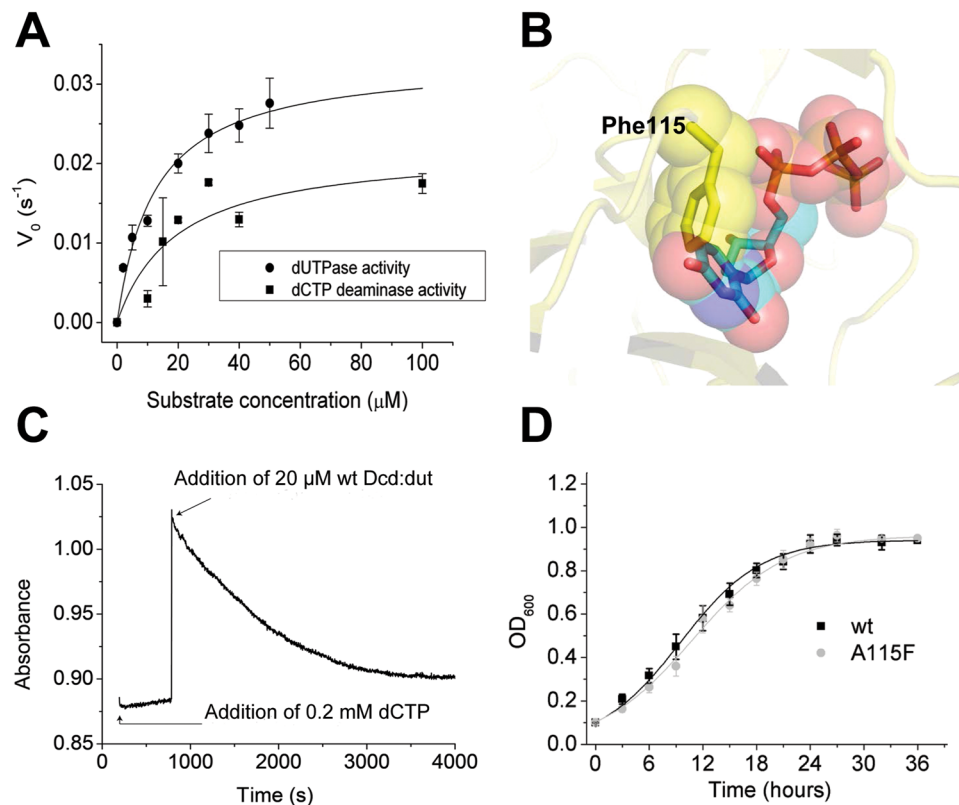 A
V0 (s-1)
0.03
0.02
0.01
0.00
dUTPase activity
dCTP deaminase activity
0 20 40 60 80 100
Substrate concentration (μM)
B
Phe115
C
Absorbance
1.05
1.00
0.95
0.90
0.85
Addition of 20 μM wt Dcd:dut
Addition of 0.2 mM dCTP
0 1000 2000 3000 4000
Time (s)
D
OD600
1.2
1.0
0.8
0.6
0.4
0.2
0.0
wt
A115F
0 6 12 18 24 30 36
Time (hours)